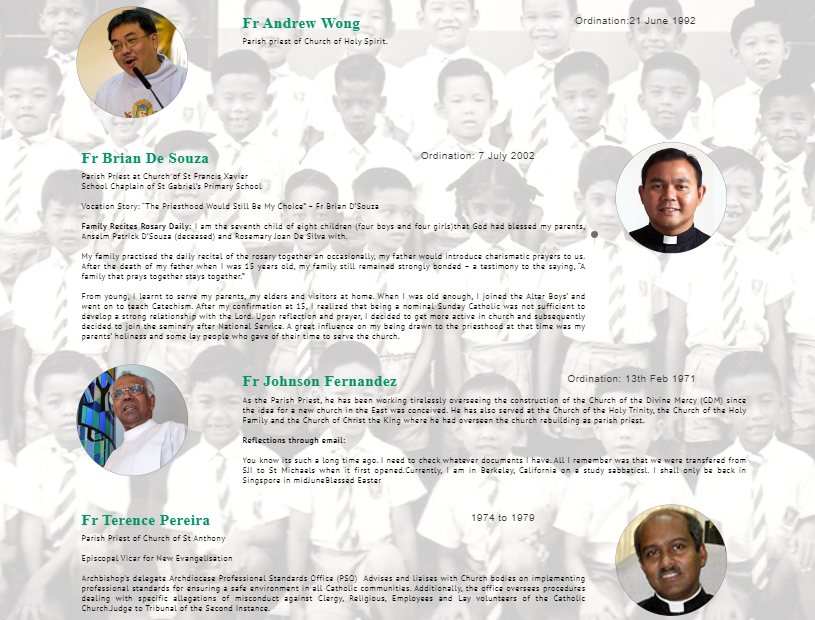 Fr Andrew Wong
Ordination:21 June 1992
Parish priest of Church of Holy Spirit.
Fr Brian De Souza
Ordination: 7 July 2002
Parish Priest at Church of St Francis Xavier
School Chaplain of St Gabriel's Primary School
Vocation Story: "The Priesthood Would Still Be My Choice" – Fr Brian D'Souza
Family Recites Rosary Daily: I am the seventh child of eight children (four boys and four girls)that God had blessed my parents,
Anselm Patrick D'Souza (deceased) and Rosemary Joan De Silva with.
My family practised the daily recital of the rosary together an occasionally, my father would introduce charismatic prayers to us.
After the death of my father when I was 15 years old, my family still remained strongly bonded – a testimony to the saying, "A
family that prays together stays together."
From young, I learnt to serve my parents, my elders and visitors at home. When I was old enough, I joined the Altar Boys' and
went on to teach Catechism. After my confirmation at 15, I realized that being a nominal Sunday Catholic was not sufficient to
develop a strong relationship with the Lord. Upon reflection and prayer, I decided to get more active in church and subsequently
decided to join the seminary after National Service. A great influence on my being drawn to the priesthood at that time was my
parents' holiness and some lay people who gave of their time to serve the church.
Fr Johnson Fernandez
Ordination: 13th Feb 1971
As the Parish Priest, he has been working tirelessly overseeing the construction of the Church of the Divine Mercy (CDM) since
the idea for a new church in the East was conceived. He has also served at the Church of the Holy Trinity, the Church of the Holy
Family and the Church of Christ the King where he had overseen the church rebuilding as parish priest.
Reflections through email:
You know its such a long time ago. I need to check whatever documents I have. All I remember was that we were transfered from
SJI to St Michaels when it first opened.Currently, I am in Berkeley, California on a study sabbaticsl. I shall only be back in
Singspore in midJuneBlessed Easter
Fr Terence Pereira
1974 to 1979
Parish Priest of Church of St Anthony
Episcopal Vicar for New Evangelisation
Archbishop's delegate Archdiocese Professional Standards Office (PSO) Advises and liaises with Church bodies on implementing
professional standards for ensuring a safe environment in all Catholic communities. Additionally, the office oversees procedures
dealing with specific allegations of misconduct against Clergy, Religious, Employees and Lay volunteers of the Catholic
Church.Judge to Tribunal of the Second Instance.